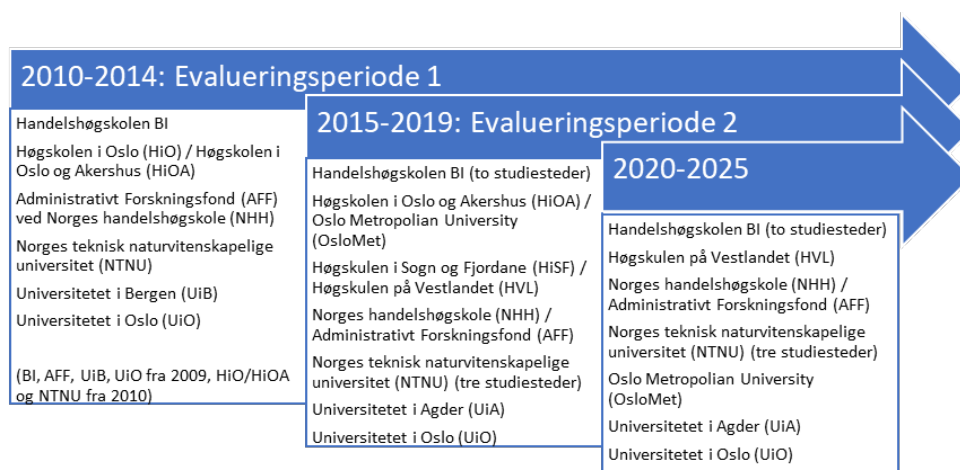 2010-2014: Evalueringsperiode 1
Handelshøgskolen BI
Høgskolen i Oslo (HiO) / Høgskolen i
Oslo og Akershus (HiOA)
Administrativt Forskningsfond (AFF)
ved Norges handelshøgskole (NHH)
Norges teknisk naturvitenskapelige
universitet (NTNU)
Universitetet i Bergen (UiB)
Universitetet i Oslo (UiO)
(BI, AFF, UiB, UiO fra 2009, HiO/HiOA
og NTNU fra 2010)
2015-2019: Evalueringsperiode 2
Handelshøgskolen BI (to studiesteder)
Høgskolen i Oslo og Akershus (HiOA) /
Oslo Metropolian University
(OsloMet)
Høgskulen i Sogn og Fjordane (HiSF) /
Høgskulen på Vestlandet (HVL)
Norges handelshøgskole (NHH) /
Administrativt Forskningsfond (AFF)
Norges teknisk naturvitenskapelige
universitet (NTNU) (tre studiesteder)
Universitetet i Agder (UiA)
Universitetet i Oslo (UiO)
2020-2025
Handelshøgskolen BI (to studiesteder)
Høgskulen på Vestlandet (HVL)
Norges handelshøgskole (NHH) /
Administrativt Forskningsfond (AFF)
Norges teknisk naturvitenskapelige
universitet (NTNU) (tre studiesteder)
Oslo Metropolian University
(OsloMet)
Universitetet i Agder (UiA)
Universitetet i Oslo (UiO)